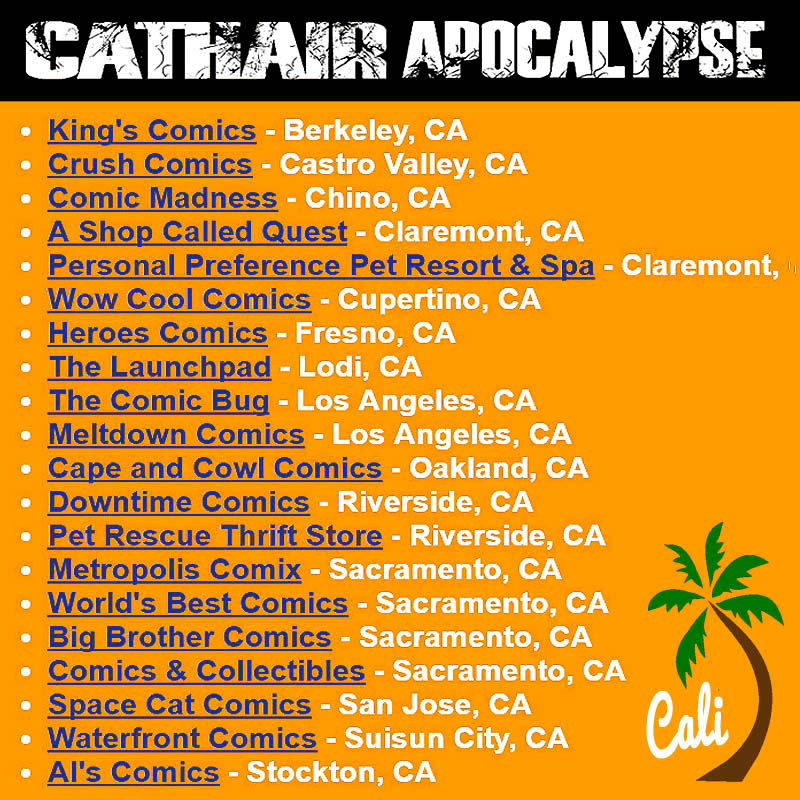 CATHAIR APOCALYPSE
• King's Comics - Berkeley, CA
• Crush Comics - Castro Valley, CA
• Comic Madness - Chino, CA
• A Shop Called Quest - Claremont, CA
• Personal Preference Pet Resort & Spa - Claremont,
• Wow Cool Comics - Cupertino, CA
• Heroes Comics - Fresno, CA
• The Launchpad - Lodi, CA
• The Comic Bug - Los Angeles, CA
• Meltdown Comics - Los Angeles, CA
• Cape and Cowl Comics - Oakland, CA
• Downtime Comics - Riverside, CA
• Pet Rescue Thrift Store - Riverside, CA
• Metropolis Comix - Sacramento, CA
• World's Best Comics - Sacramento, CA
• Big Brother Comics - Sacramento, CA
• Comics & Collectibles - Sacramento, CA
• Space Cat Comics - San Jose, CA
• Waterfront Comics - Suisun City, CA
• Al's Comics - Stockton, CA
Cali